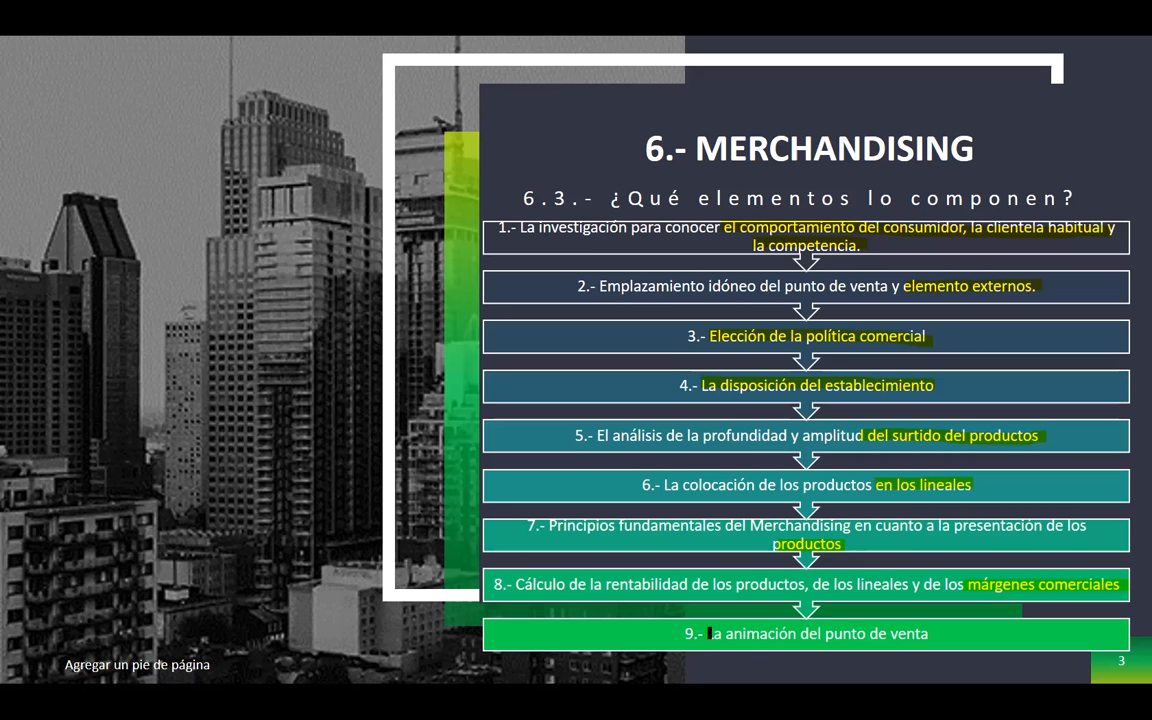 6.- MERCHANDISING
6.3.- ¿Qué elementos lo componen?
1.- La investigación para conocer el comportamiento del consumidor, la clientela habitual y
la competencia.
2.- Emplazamiento idóneo del punto de venta y elemento externos.
3.- Elección de la política comercial
4.- La disposición del establecimiento
5.- El análisis de la profundidad y amplitud del surtido del productos
6.- La colocación de los productos en los lineales
7.- Principios fundamentales del Merchandising en cuanto a la presentación de los
productos
8.- Cálculo de la rentabilidad de los productos, de los lineales y de los márgenes comerciales
9.- la animación del punto de venta
Agregar un pie de página
3